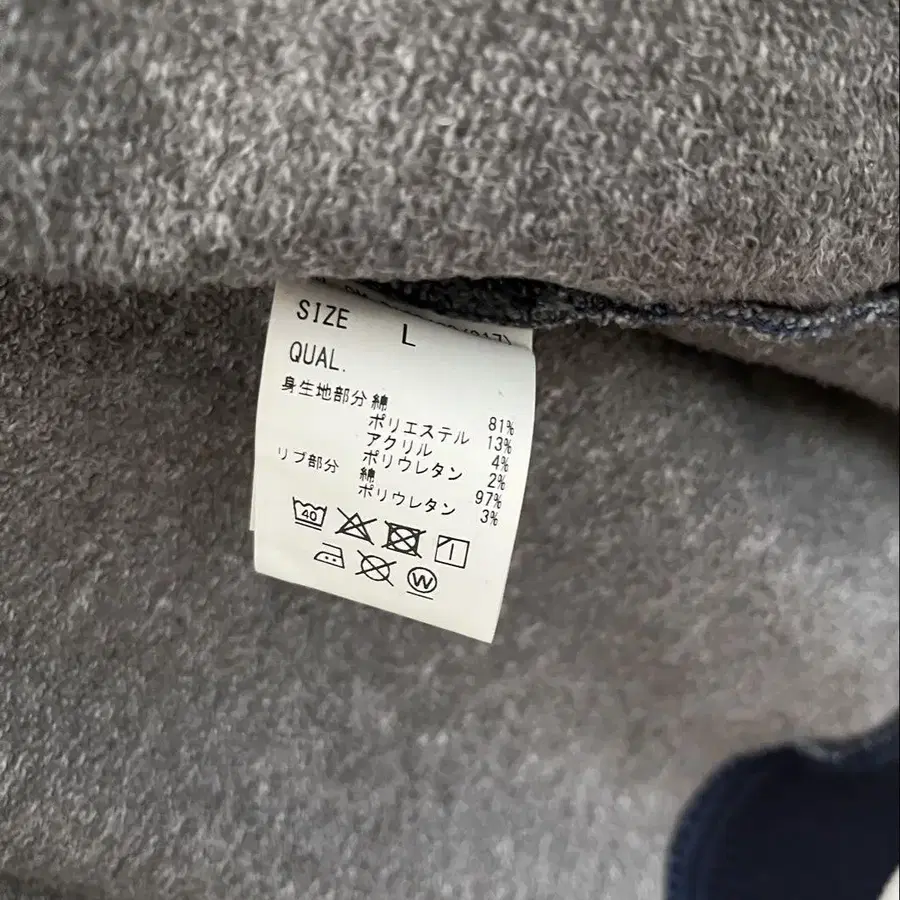 SIZE L
QUAL.
身生地部分 綿 81%
ポリエステル 13%
アクリル 4%
ポリウレタン 2%
リブ部分 綿 97%
ポリウレタン 3%
40
W